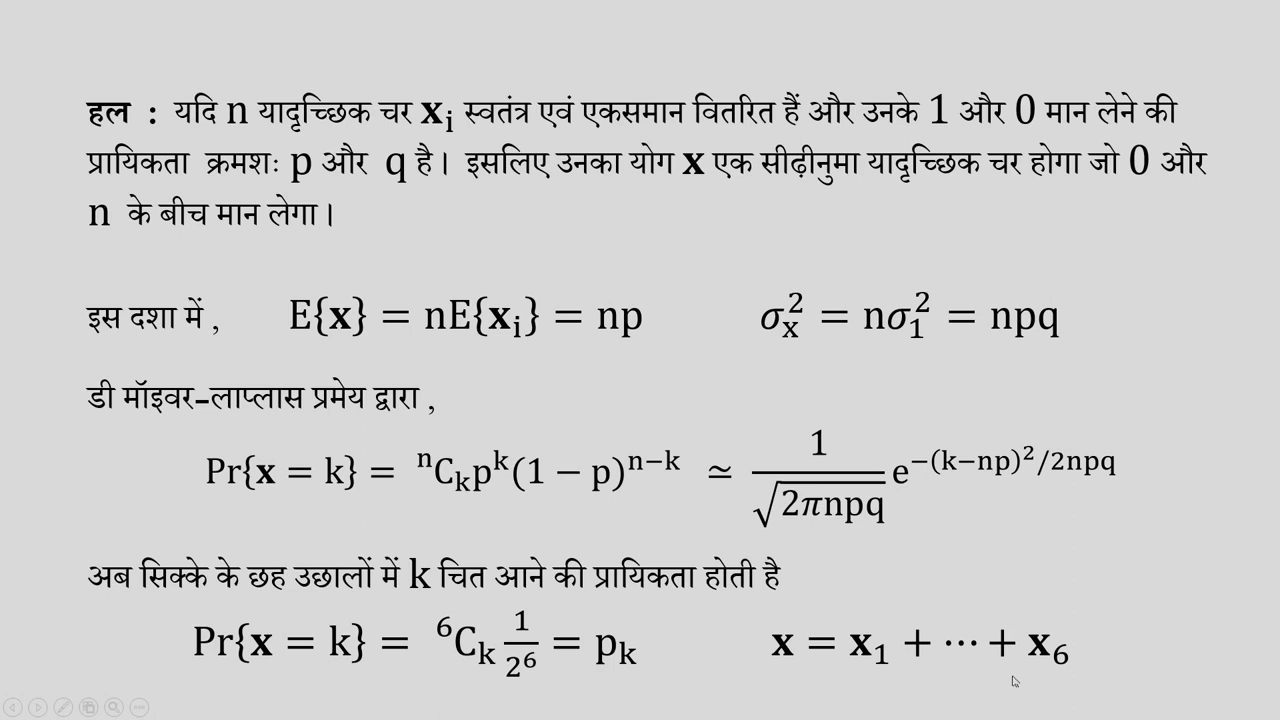 हल : यदि n यादृच्छिक चर xᵢ स्वतंत्र एवं एकसमान वितरित हैं और उनके 1 और 0 मान लेने की
प्रायिकता क्रमशः p और q है। इसलिए उनका योग x एक सीढ़ीनुमा यादृच्छिक चर होगा जो 0 और
n के बीच मान लेगा।
इस दशा में , E{x} = nE{xᵢ} = np σₓ² = nσ₁² = npq
डी मॉइवर–लाप्लास प्रमेय द्वारा ,
Pr{x = k} = ⁿCₖpᵏ(1 − p)ⁿ⁻ᵏ ≃ 1/√(2πnpq) e^(−(k−np)²/2npq)
अब सिक्के के छह उछालों में k चित आने की प्रायिकता होती है
Pr{x = k} = ⁶Cₖ 1/2⁶ = pₖ x = x₁ + ⋯ + x₆